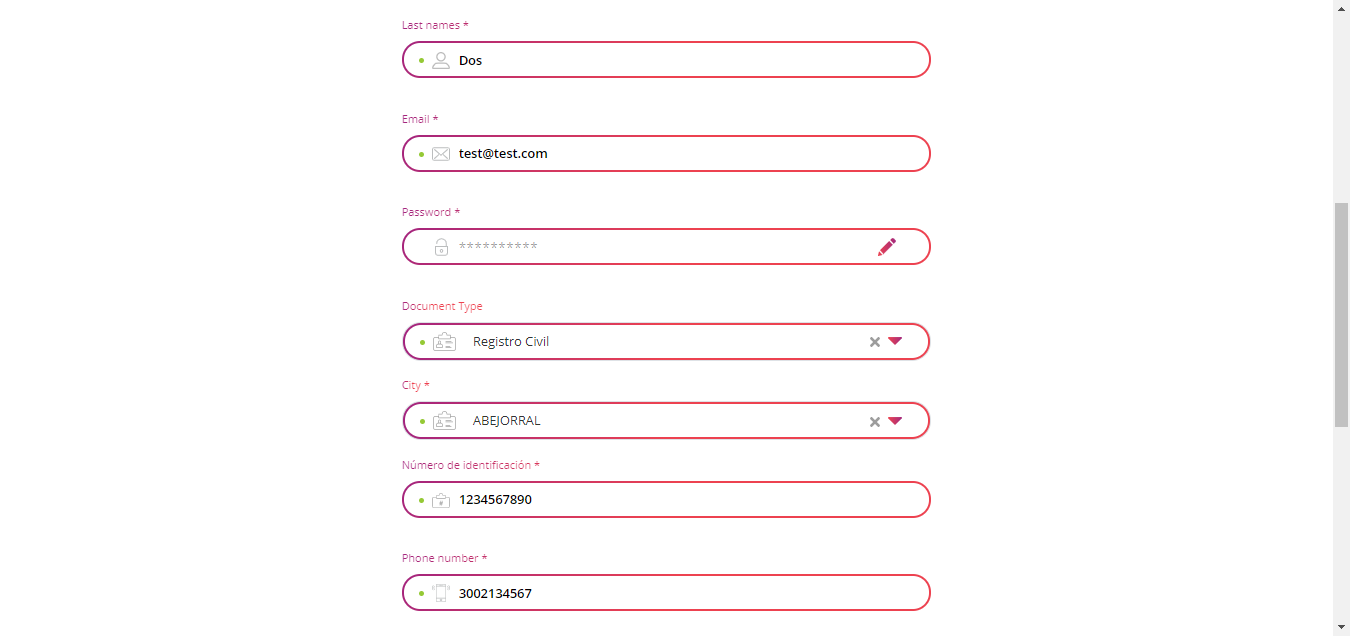 Last names *
Dos
Email *
test@test.com
Password *
**********
Document Type
Registro Civil
City *
ABEJORRAL
Número de identificación *
1234567890
Phone number *
3002134567